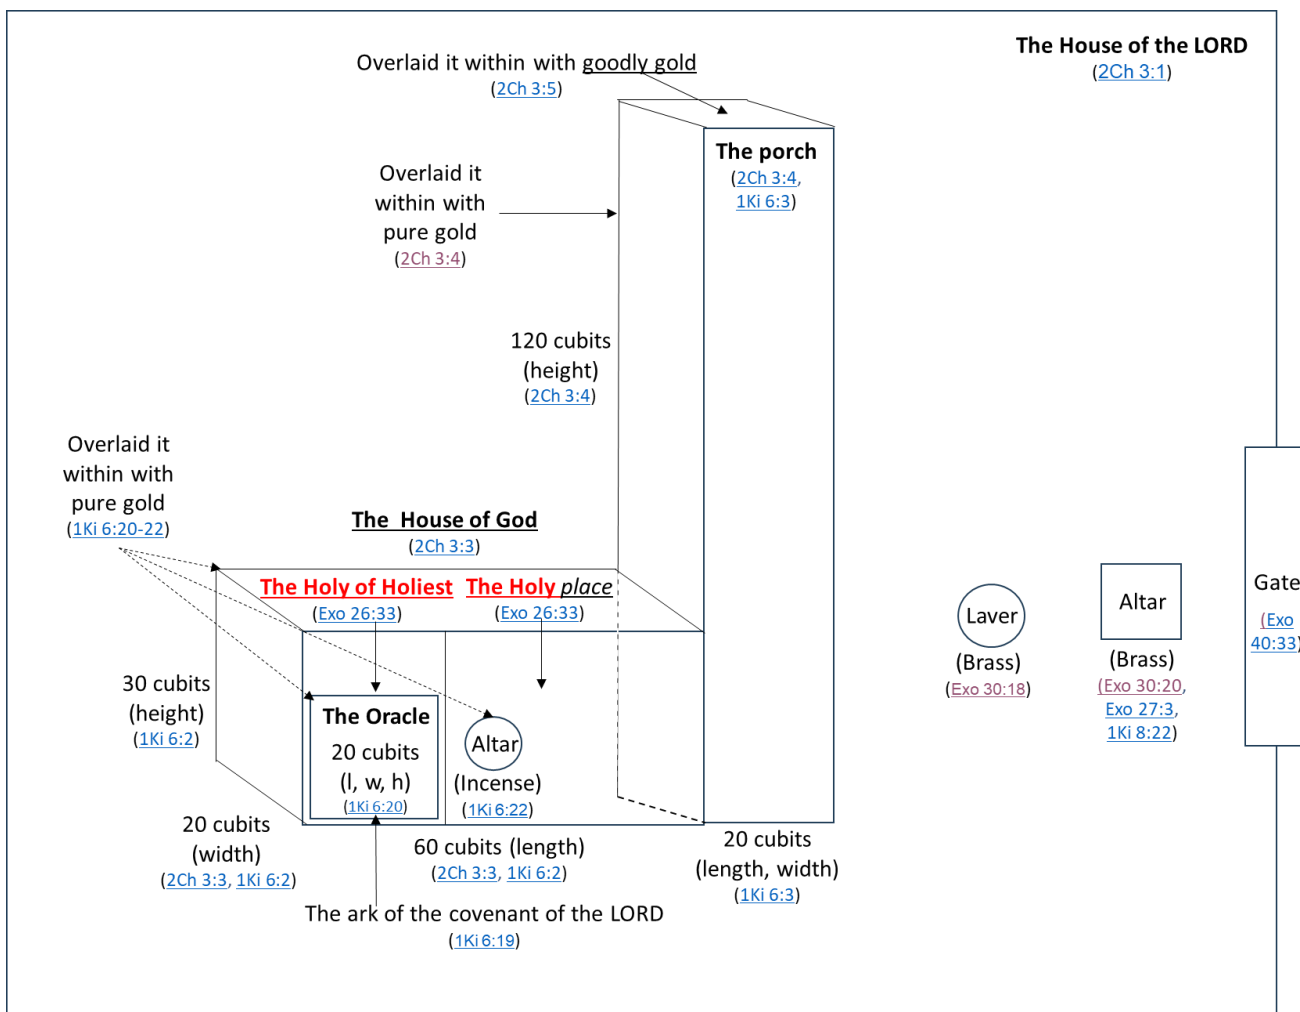 The House of the LORD
(2Ch 3:1)
Overlaid it within with goodly gold
(2Ch 3:5)
The porch
(2Ch 3:4,
1Ki 6:3)
Overlaid it
within with
pure gold
(2Ch 3:4)
120 cubits
(height)
(2Ch 3:4)
Overlaid it
within with
pure gold
(1Ki 6:20-22)
The House of God
(2Ch 3:3)
The Holy of Holiest
(Exo 26:33)
The Holy place
(Exo 26:33)
30 cubits
(height)
(1Ki 6:2)
The Oracle
20 cubits
(l, w, h)
(1Ki 6:20)
Altar
(Incense)
(1Ki 6:22)
20 cubits
(width)
(2Ch 3:3, 1Ki 6:2)
60 cubits (length)
(2Ch 3:3, 1Ki 6:2)
20 cubits
(length, width)
(1Ki 6:3)
The ark of the covenant of the LORD
(1Ki 6:19)
Laver
(Brass)
(Exo 30:18)
Altar
(Brass)
(Exo 30:20,
Exo 27:3,
1Ki 8:22)
Gate
(Exo
40:33)